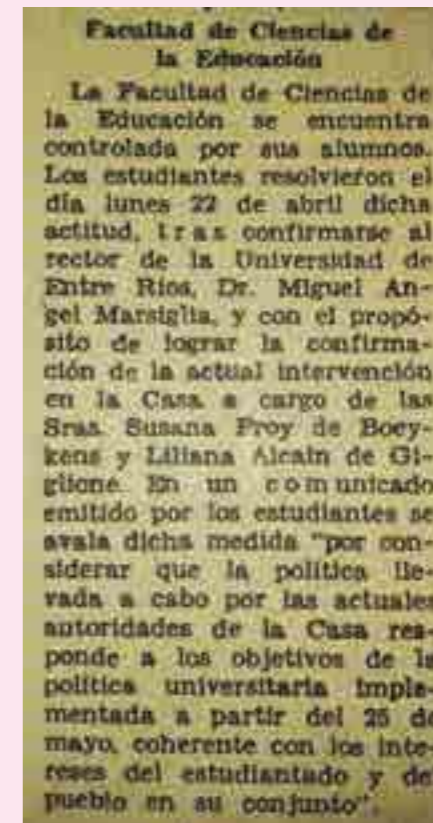 Facultad de Ciencias de
la Educación
La Facultad de Ciencias de
la Educación se encuentra
controlada por sus alumnos.
Los estudiantes resolvieron el
día lunes 22 de abril dicha
actitud, tras confirmarse al
rector de la Universidad de
Entre Ríos, Dr. Miguel An-
gel Marsiglia, y con el propó-
sito de lograr la confirma-
ción de la actual intervención
en la Casa a cargo de las
Sras. Susana Froy de Boey-
kens y Liliana Alcain de Gi-
glione. En un comunicado
emitido por los estudiantes se
avala dicha medida "por con-
siderar que la política lle-
vada a cabo por las actuales
autoridades de la Casa res-
ponde a los objetivos de la
política universitaria imple-
mentada a partir del 25 de
mayo, coherente con los inte-
reses del estudiantado y del
pueblo en su conjunto".